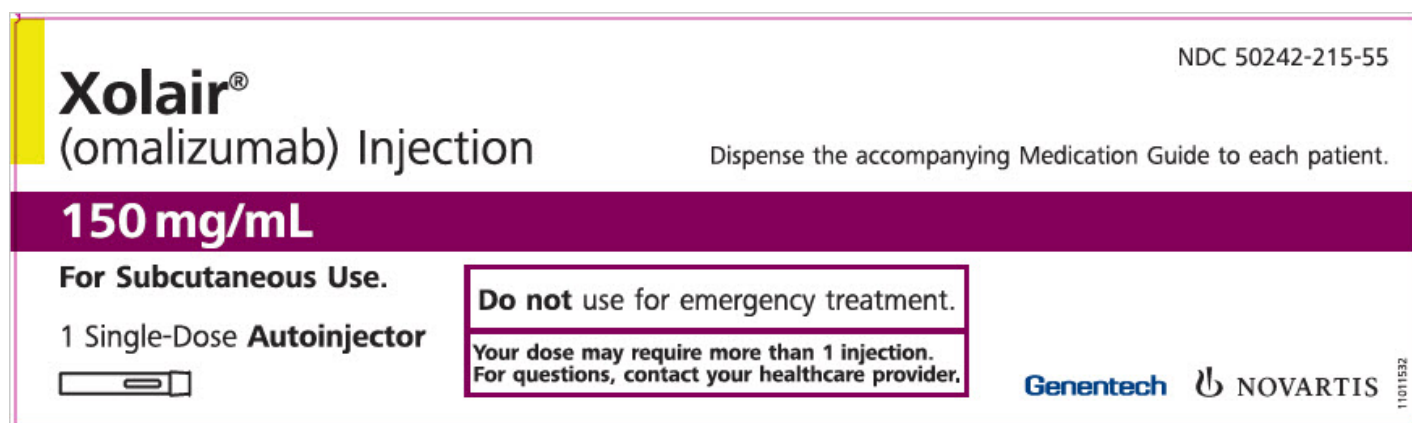 NDC 50242-215-55
Xolair®
(omalizumab) Injection
Dispense the accompanying Medication Guide to each patient.
150 mg/mL
For Subcutaneous Use.
1 Single-Dose Autoinjector
Do not use for emergency treatment.
Your dose may require more than 1 injection.
For questions, contact your healthcare provider.
Genentech
NOVARTIS
11011532